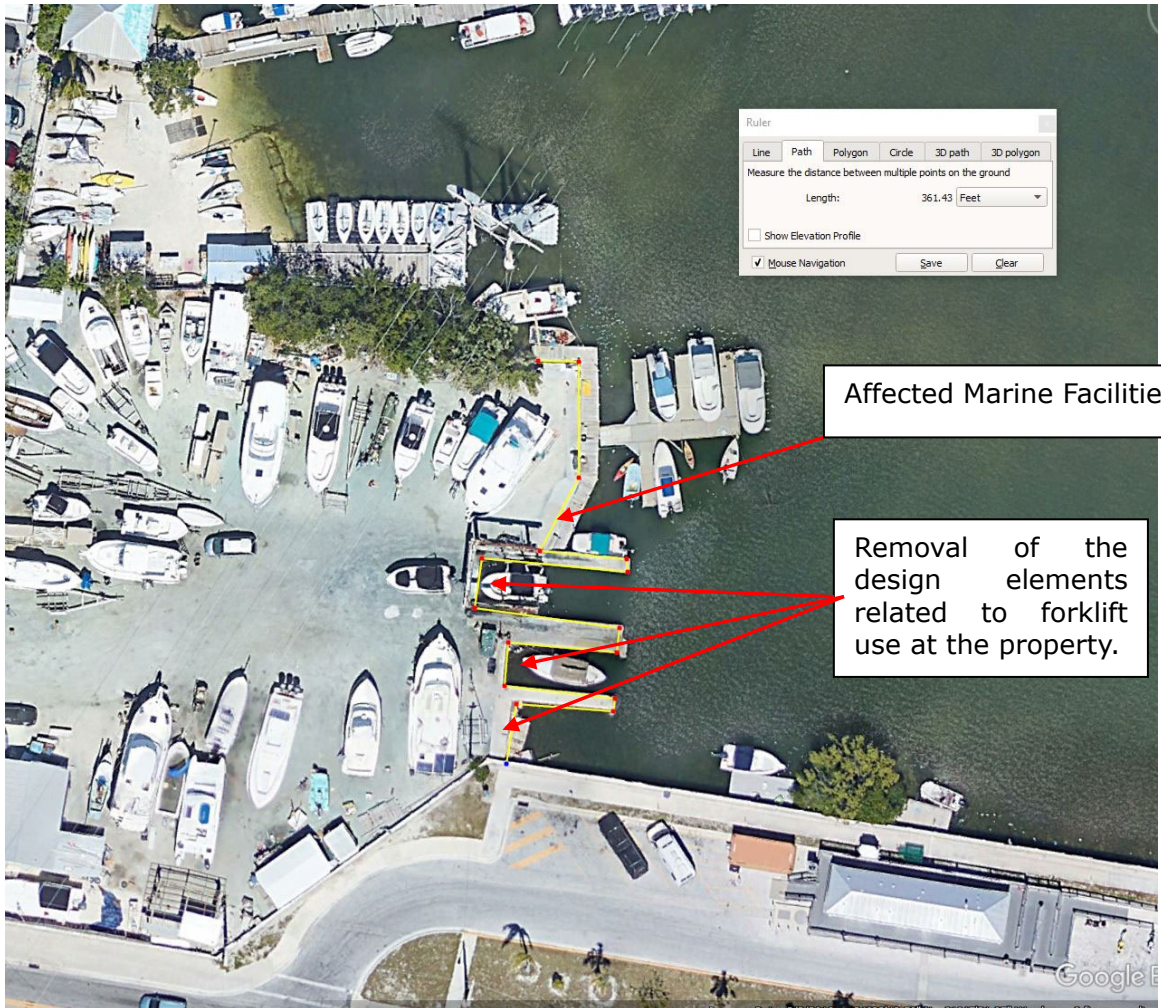 Ruler
Line Path Polygon Circle 3D path 3D polygon
Measure the distance between multiple points on the ground
Length: 361.43 Feet
Show Elevation Profile
Mouse Navigation Save Clear
Affected Marine Facilitie
Removal of the
design elements
related to forklift
use at the property.
Google E